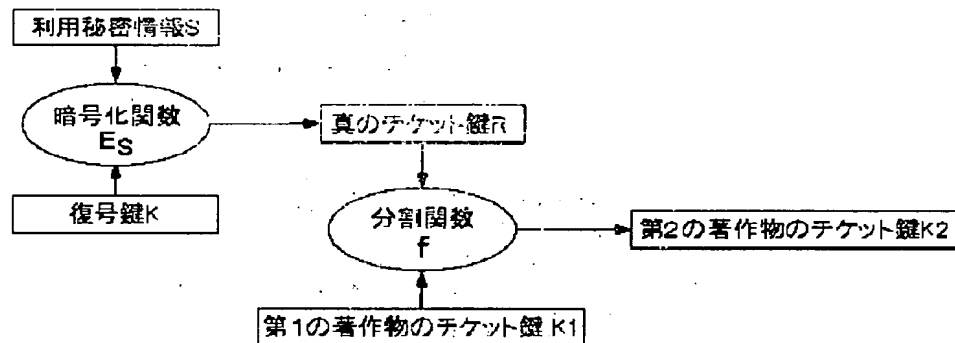 利用秘密情報S
暗号化関数
ES
真のチケット鍵R
復号鍵K
分割関数
f
第2の著作物のチケット鍵K2
第1の著作物のチケット鍵 K1